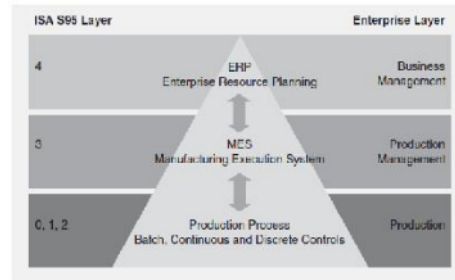 ISA S95 Layer
Enterprise Layer
4
ERP
Enterprise Resource Planning
Business
Management
3
MES
Manufacturing Execution System
Production
Management
0, 1, 2
Production Process
Batch, Continuous and Discrete Controls
Production